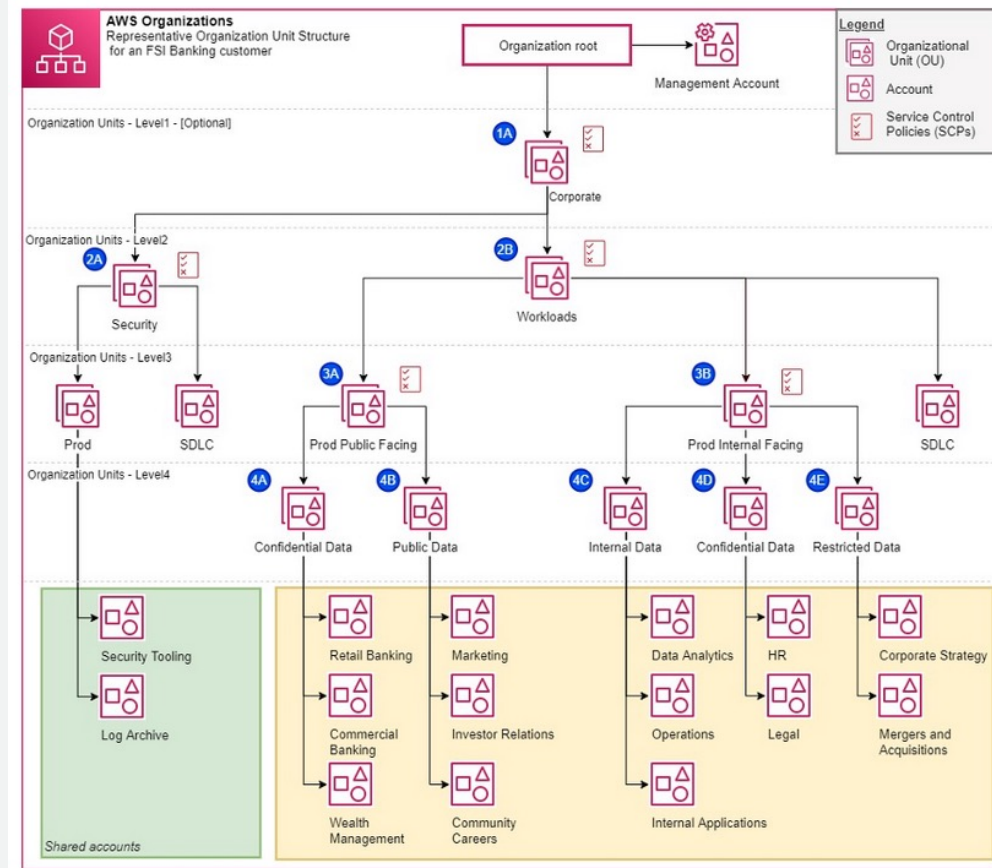 AWS Organizations
Representative Organization Unit Structure
for an FSI Banking customer
Organization root
Management Account
Legend
Organizational
Unit (OU)
Account
Service Control
Policies (SCPs)
Organization Units - Level1 - [Optional]
1A
Corporate
Organization Units - Level2
2A
Security
2B
Workloads
Organization Units - Level3
Prod
SDLC
3A
Prod Public Facing
3B
Prod Internal Facing
SDLC
Organization Units - Level4
4A
Confidential Data
4B
Public Data
4C
Internal Data
4D
Confidential Data
4E
Restricted Data
Security Tooling
Log Archive
Shared accounts
Retail Banking
Commercial
Banking
Wealth
Management
Marketing
Investor Relations
Community
Careers
Data Analytics
Operations
Internal Applications
HR
Legal
Corporate Strategy
Mergers and
Acquisitions